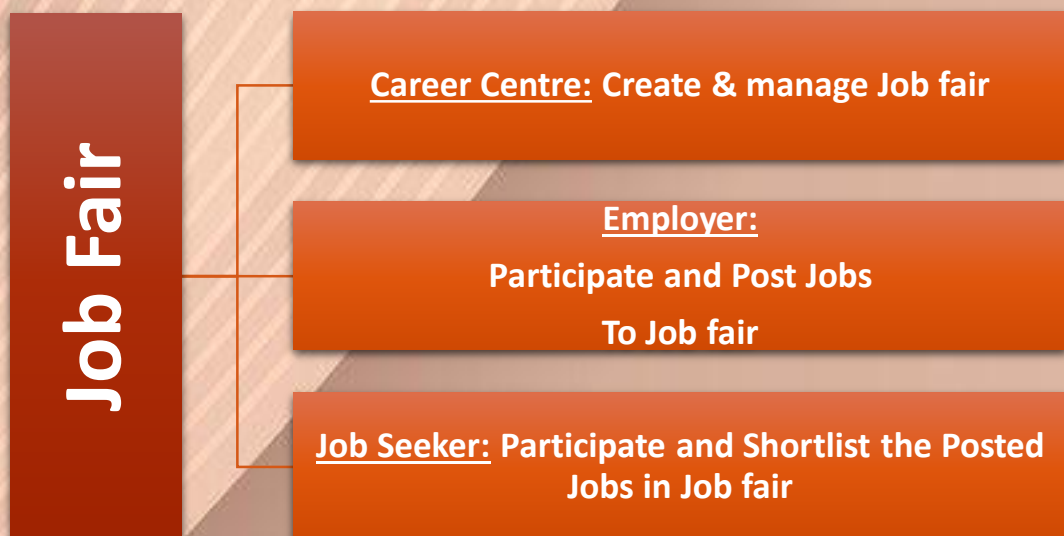 Job Fair
Career Centre: Create & manage Job fair
Employer:
Participate and Post Jobs
To Job fair
Job Seeker: Participate and Shortlist the Posted
Jobs in Job fair